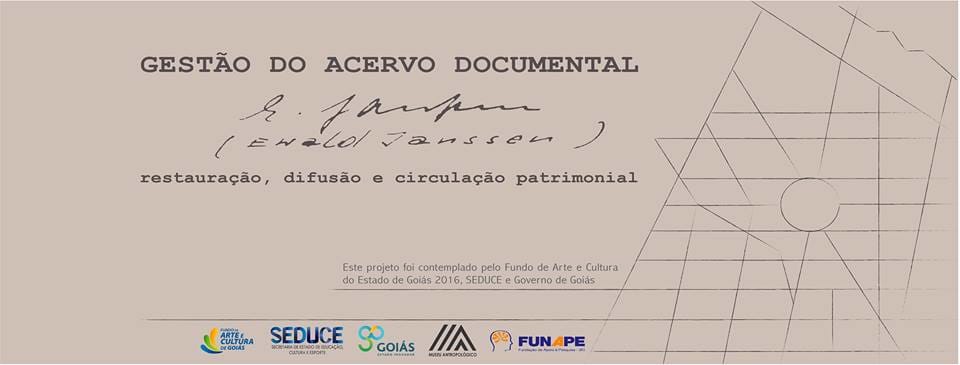 GESTÃO DO ACERVO DOCUMENTAL
E. Janssen
(Ewald Janssen)
restauração, difusão e circulação patrimonial
Este projeto foi contemplado pelo Fundo de Arte e Cultura
do Estado de Goiás 2016, SEDUCE e Governo de Goiás
FUNDO DE
ARTE E
CULTURA
DE GOIÁS
SEDUCE
SECRETARIA DE ESTADO DE EDUCAÇÃO,
CULTURA E ESPORTE
GOIÁS
ESTADO INOVADOR
MUSEU ANTROPOLÓGICO
FUNAPE
Fundação de Apoio à Pesquisa - UFG